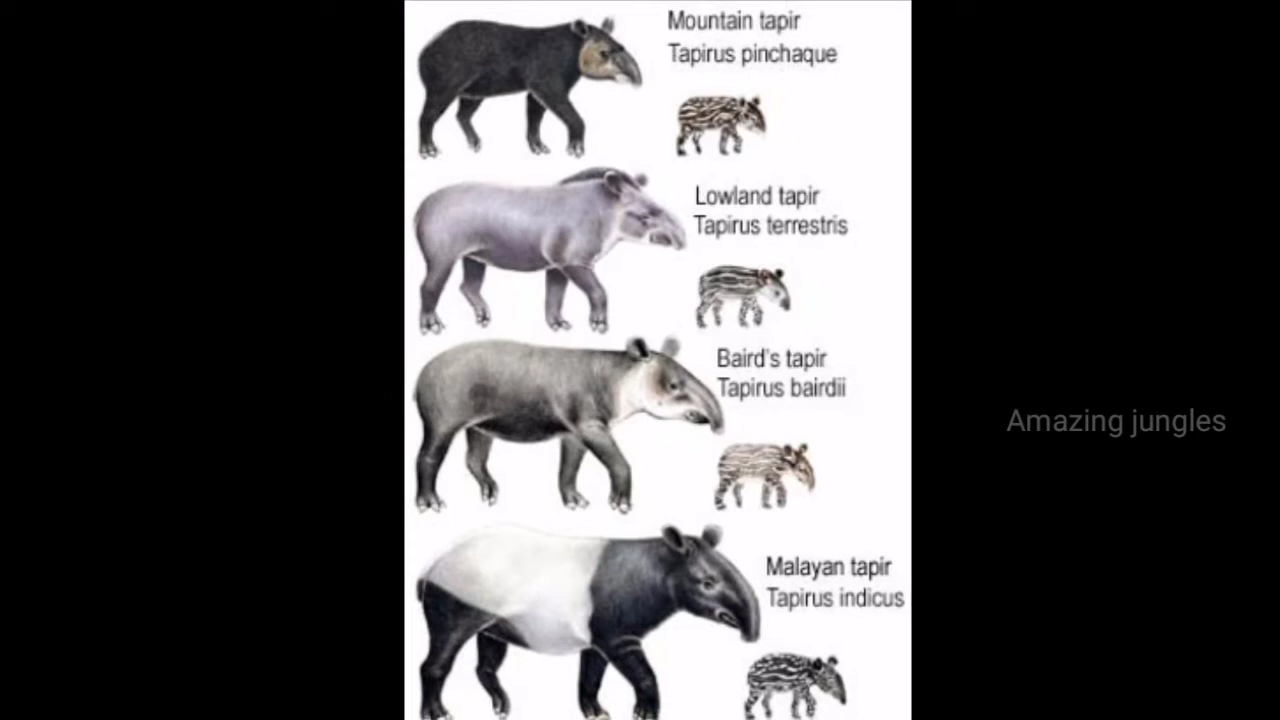 Mountain tapir
Tapirus pinchaque
Lowland tapir
Tapirus terrestris
Baird's tapir
Tapirus bairdii
Amazing jungles
Malayan tapir
Tapirus indicus